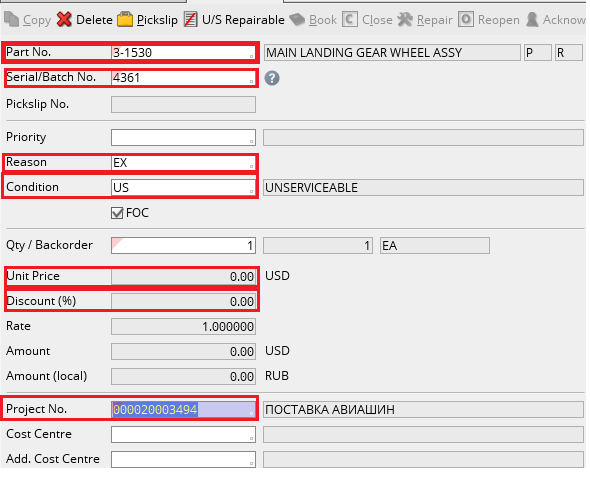 Copy Delete Pickslip U/S Repairable Book Close Repair Reopen Acknow
Part No. 3-1530 MAIN LANDING GEAR WHEEL ASSY P R
Serial/Batch No. 4361 ?
Pickslip No.
Priority
Reason EX
Condition US UNSERVICEABLE
FOC
Qty / Backorder 1 1 EA
Unit Price 0.00 USD
Discount (%) 0.00
Rate 1.000000
Amount 0.00 USD
Amount (local) 0.00 RUB
Project No. 000020003494 ПОСТАВКА АВИАШИН
Cost Centre
Add. Cost Centre